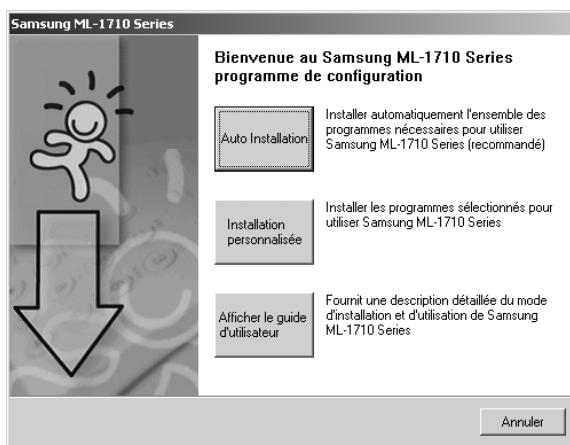 Samsung ML-1710 Series
Bienvenue au Samsung ML-1710 Series
programme de configuration
Auto Installation
Installer automatiquement l'ensemble des
programmes nécessaires pour utiliser
Samsung ML-1710 Series (recommandé)
Installation
personnalisée
Installer les programmes sélectionnés pour
utiliser Samsung ML-1710 Series
Afficher le guide
d'utilisateur
Fournit une description détaillée du mode
d'installation et d'utilisation de Samsung
ML-1710 Series
Annuler